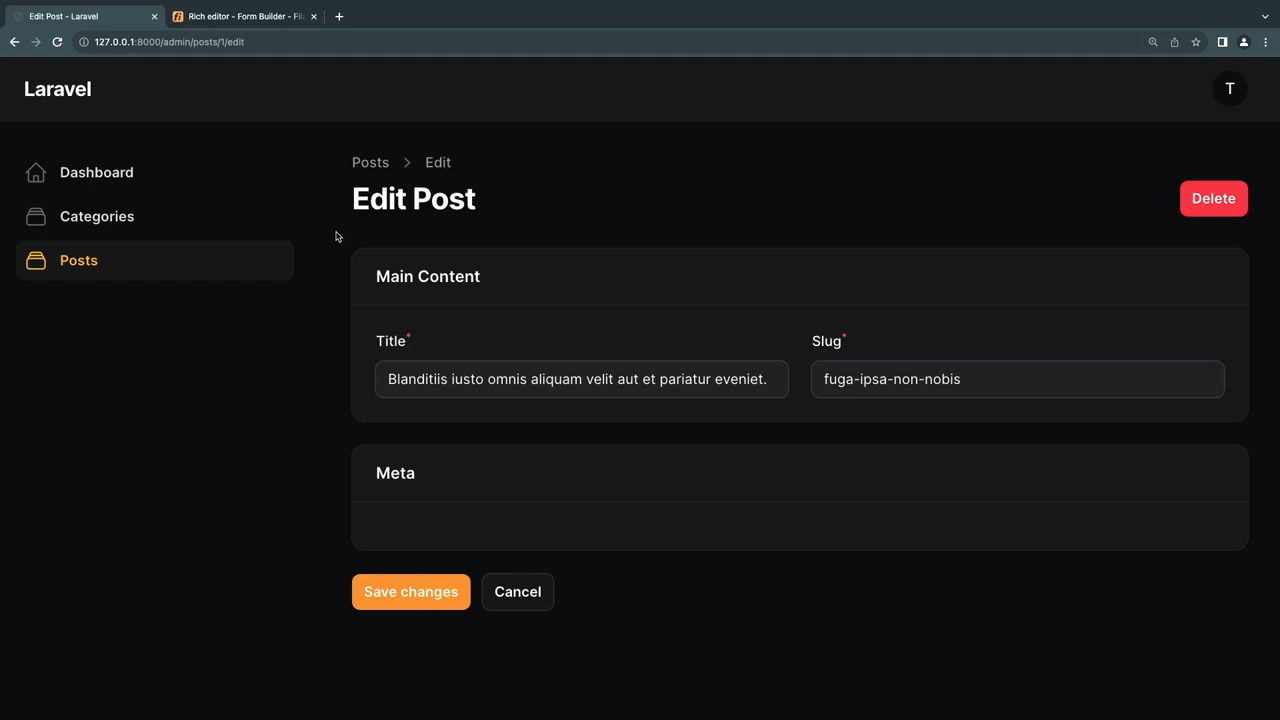 Edit Post - Laravel
Rich editor - Form Builder - Fil
127.0.0.1:8000/admin/posts/1/edit
Laravel
T
Dashboard
Categories
Posts
Posts > Edit
Edit Post
Delete
Main Content
Title*
Slug*
Blanditiis iusto omnis aliquam velit aut et pariatur eveniet.
fuga-ipsa-non-nobis
Meta
Save changes
Cancel